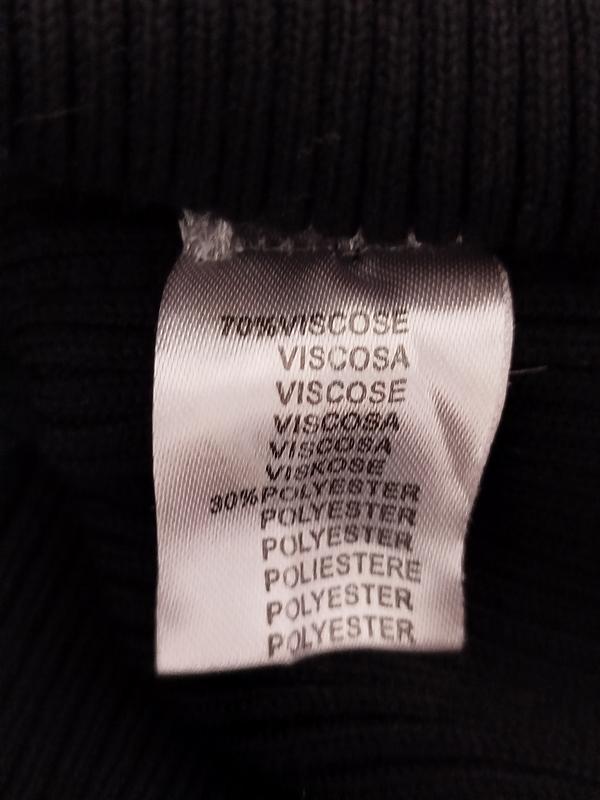 70%VISCOSE
VISCOSA
VISCOSE
VISCOSA
VISCOSA
VISKOSE
30%POLYESTER
POLYESTER
POLYESTER
POLIESTERE
POLYESTER
POLYESTER